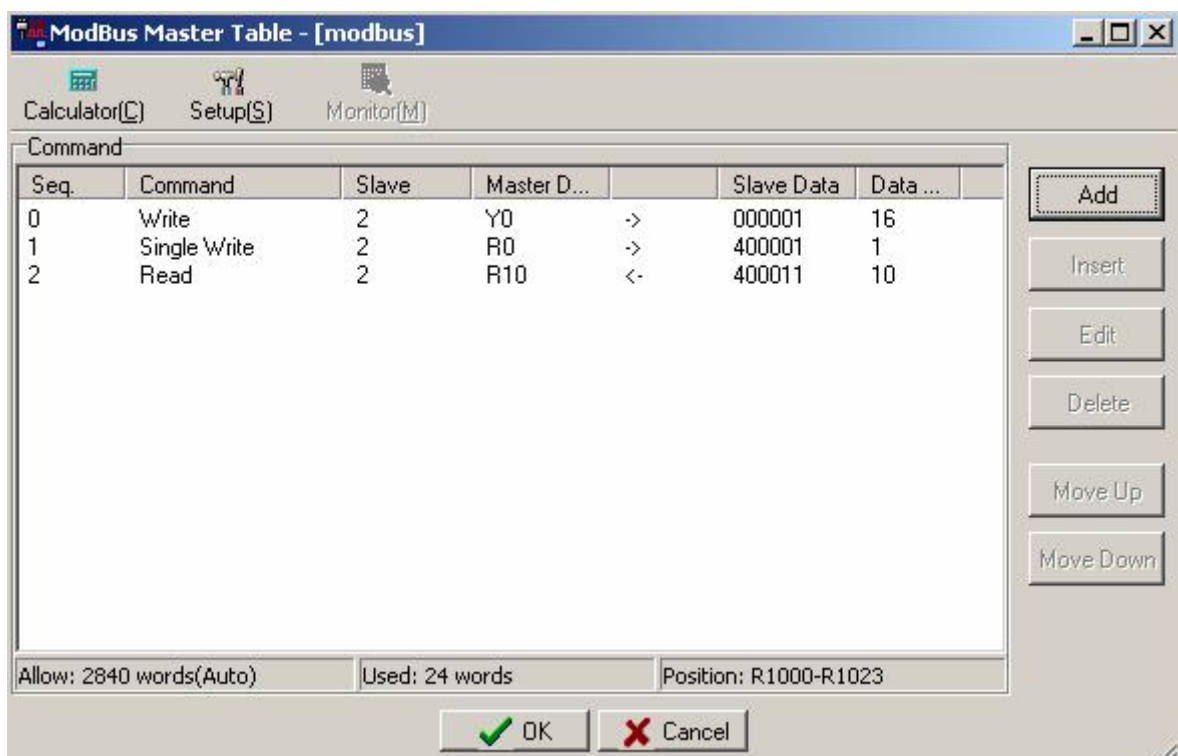 ModBus Master Table - [modbus]
Calculator(C) Setup(S) Monitor(M)
Command
Seq. Command Slave Master D... Slave Data Data ...
0 Write 2 Y0 -> 000001 16
1 Single Write 2 R0 -> 400001 1
2 Read 2 R10 <- 400011 10
Add
Insert
Edit
Delete
Move Up
Move Down
Allow: 2840 words(Auto) Used: 24 words Position: R1000-R1023
OK Cancel